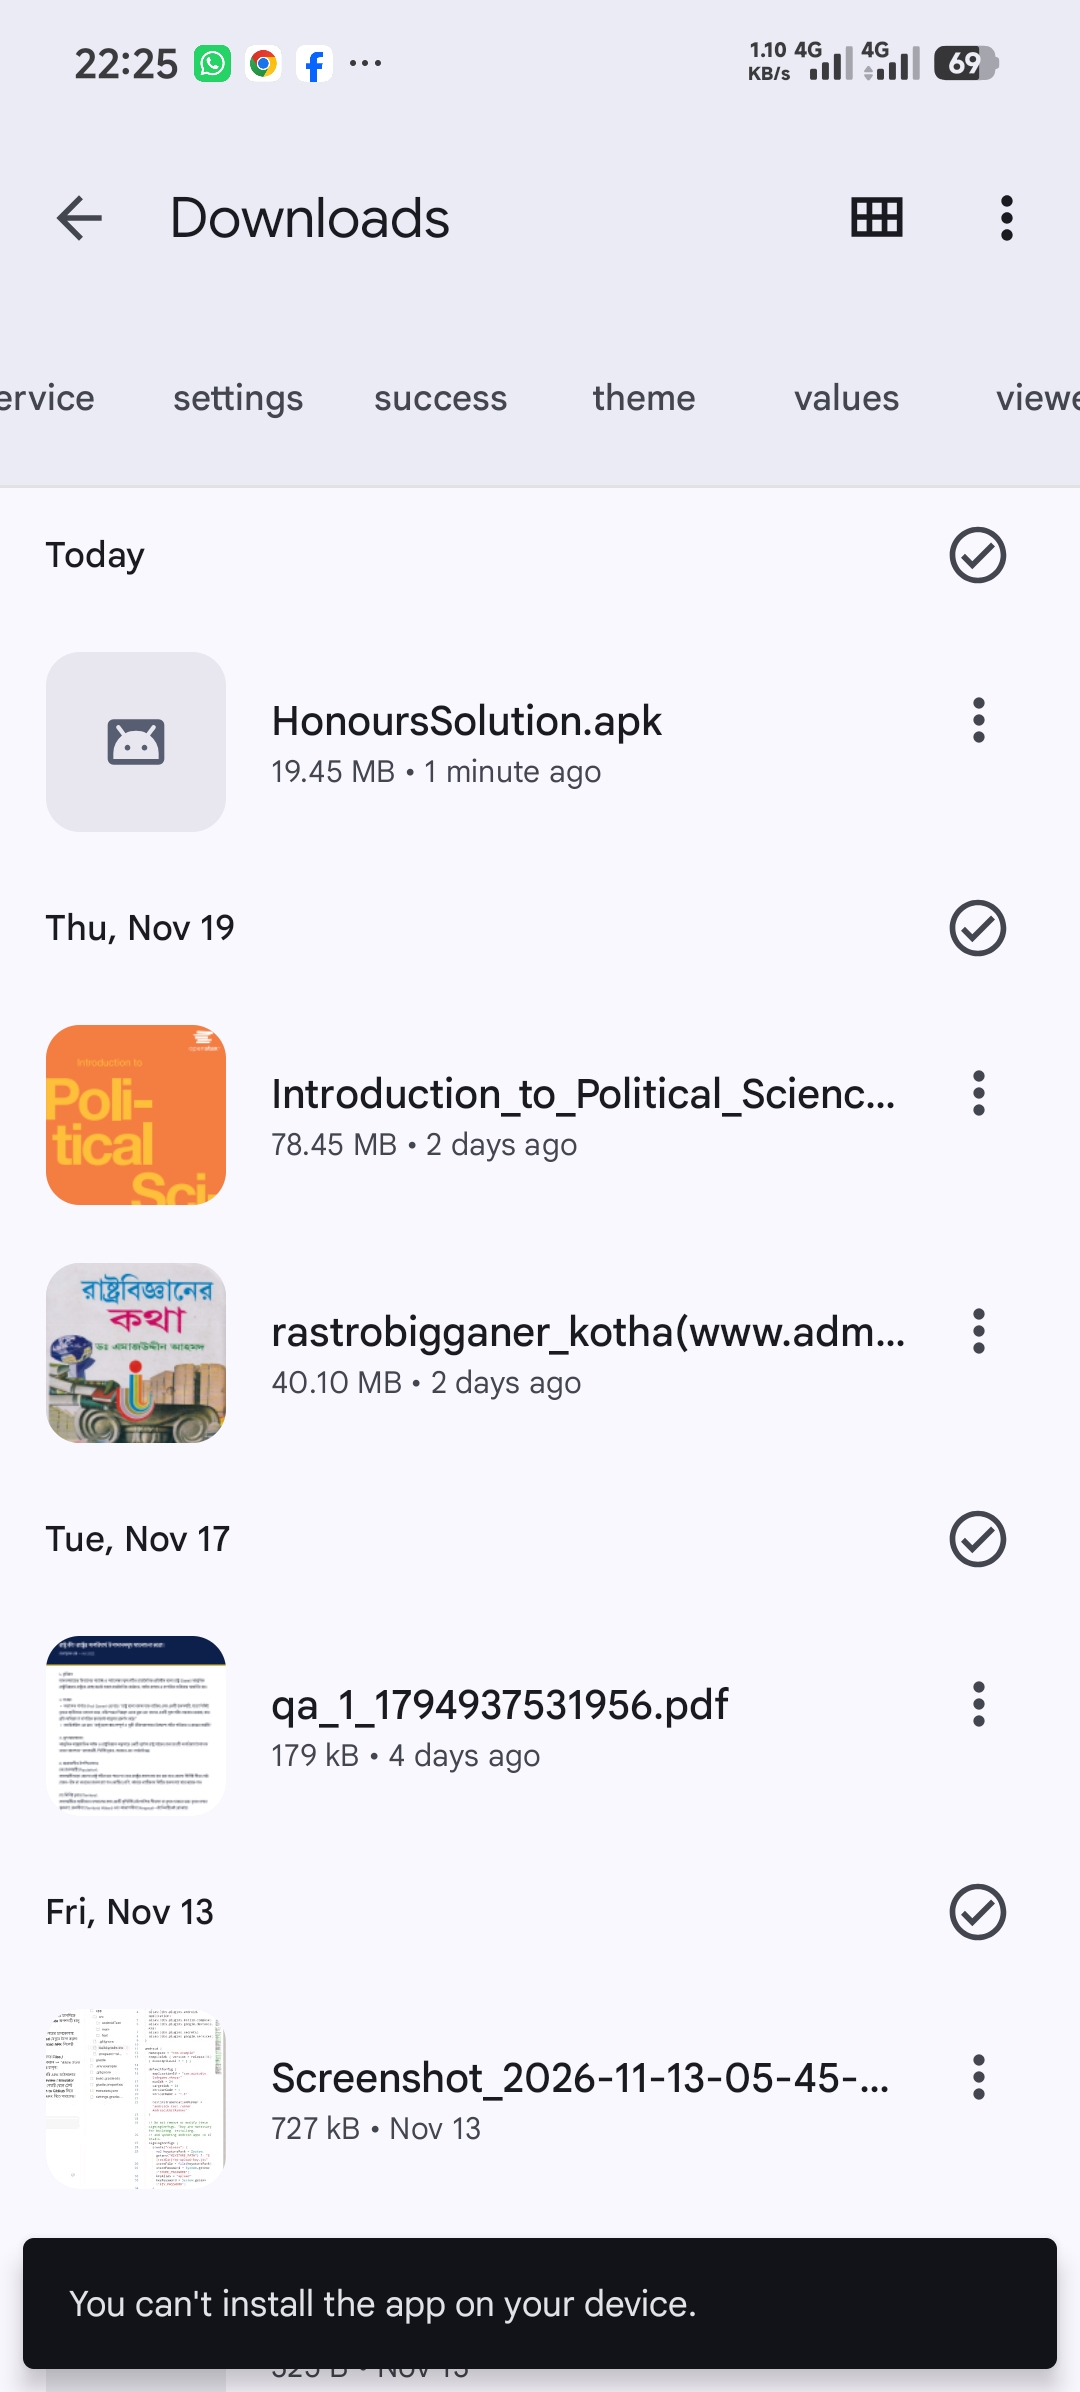 22:25
1.10 KB/s 4G 4G 69
Downloads
ervice settings success theme values viewe
Today
HonoursSolution.apk
19.45 MB • 1 minute ago
Thu, Nov 19
Introduction to
Poli-
tical
Sci-
Introduction_to_Political_Scienc...
78.45 MB • 2 days ago
রাষ্ট্রবিজ্ঞানের
কথা
ডঃ এমাজউদ্দীন আহমদ
rastrobigganer_kotha(www.adm...
40.10 MB • 2 days ago
Tue, Nov 17
qa_1_1794937531956.pdf
179 kB • 4 days ago
Fri, Nov 13
Screenshot_2026-11-13-05-45-...
727 kB • Nov 13
You can't install the app on your device.